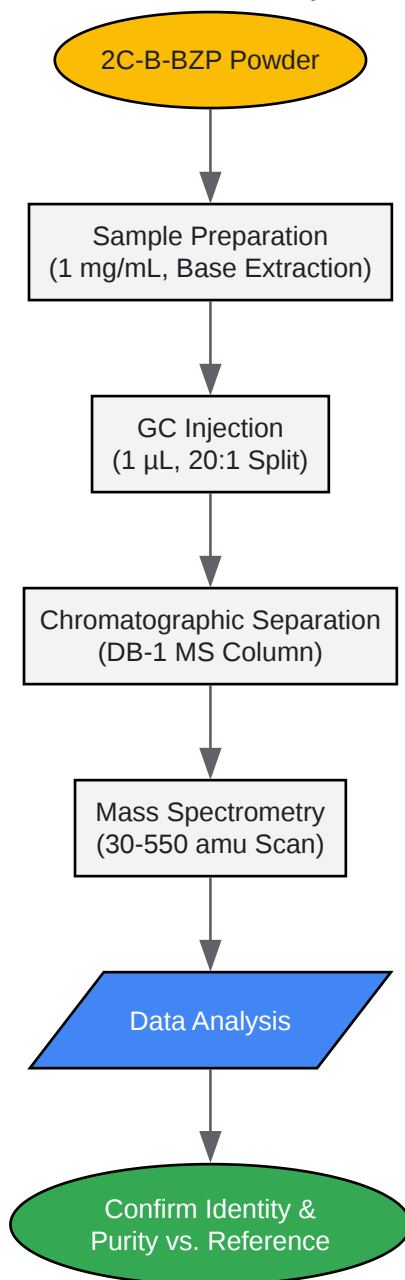 2C-B-BZP Powder
Sample Preparation
(1 mg/mL, Base Extraction)
GC Injection
(1 µL, 20:1 Split)
Chromatographic Separation
(DB-1 MS Column)
Mass Spectrometry
(30-550 amu Scan)
Data Analysis
Confirm Identity &
Purity vs. Reference